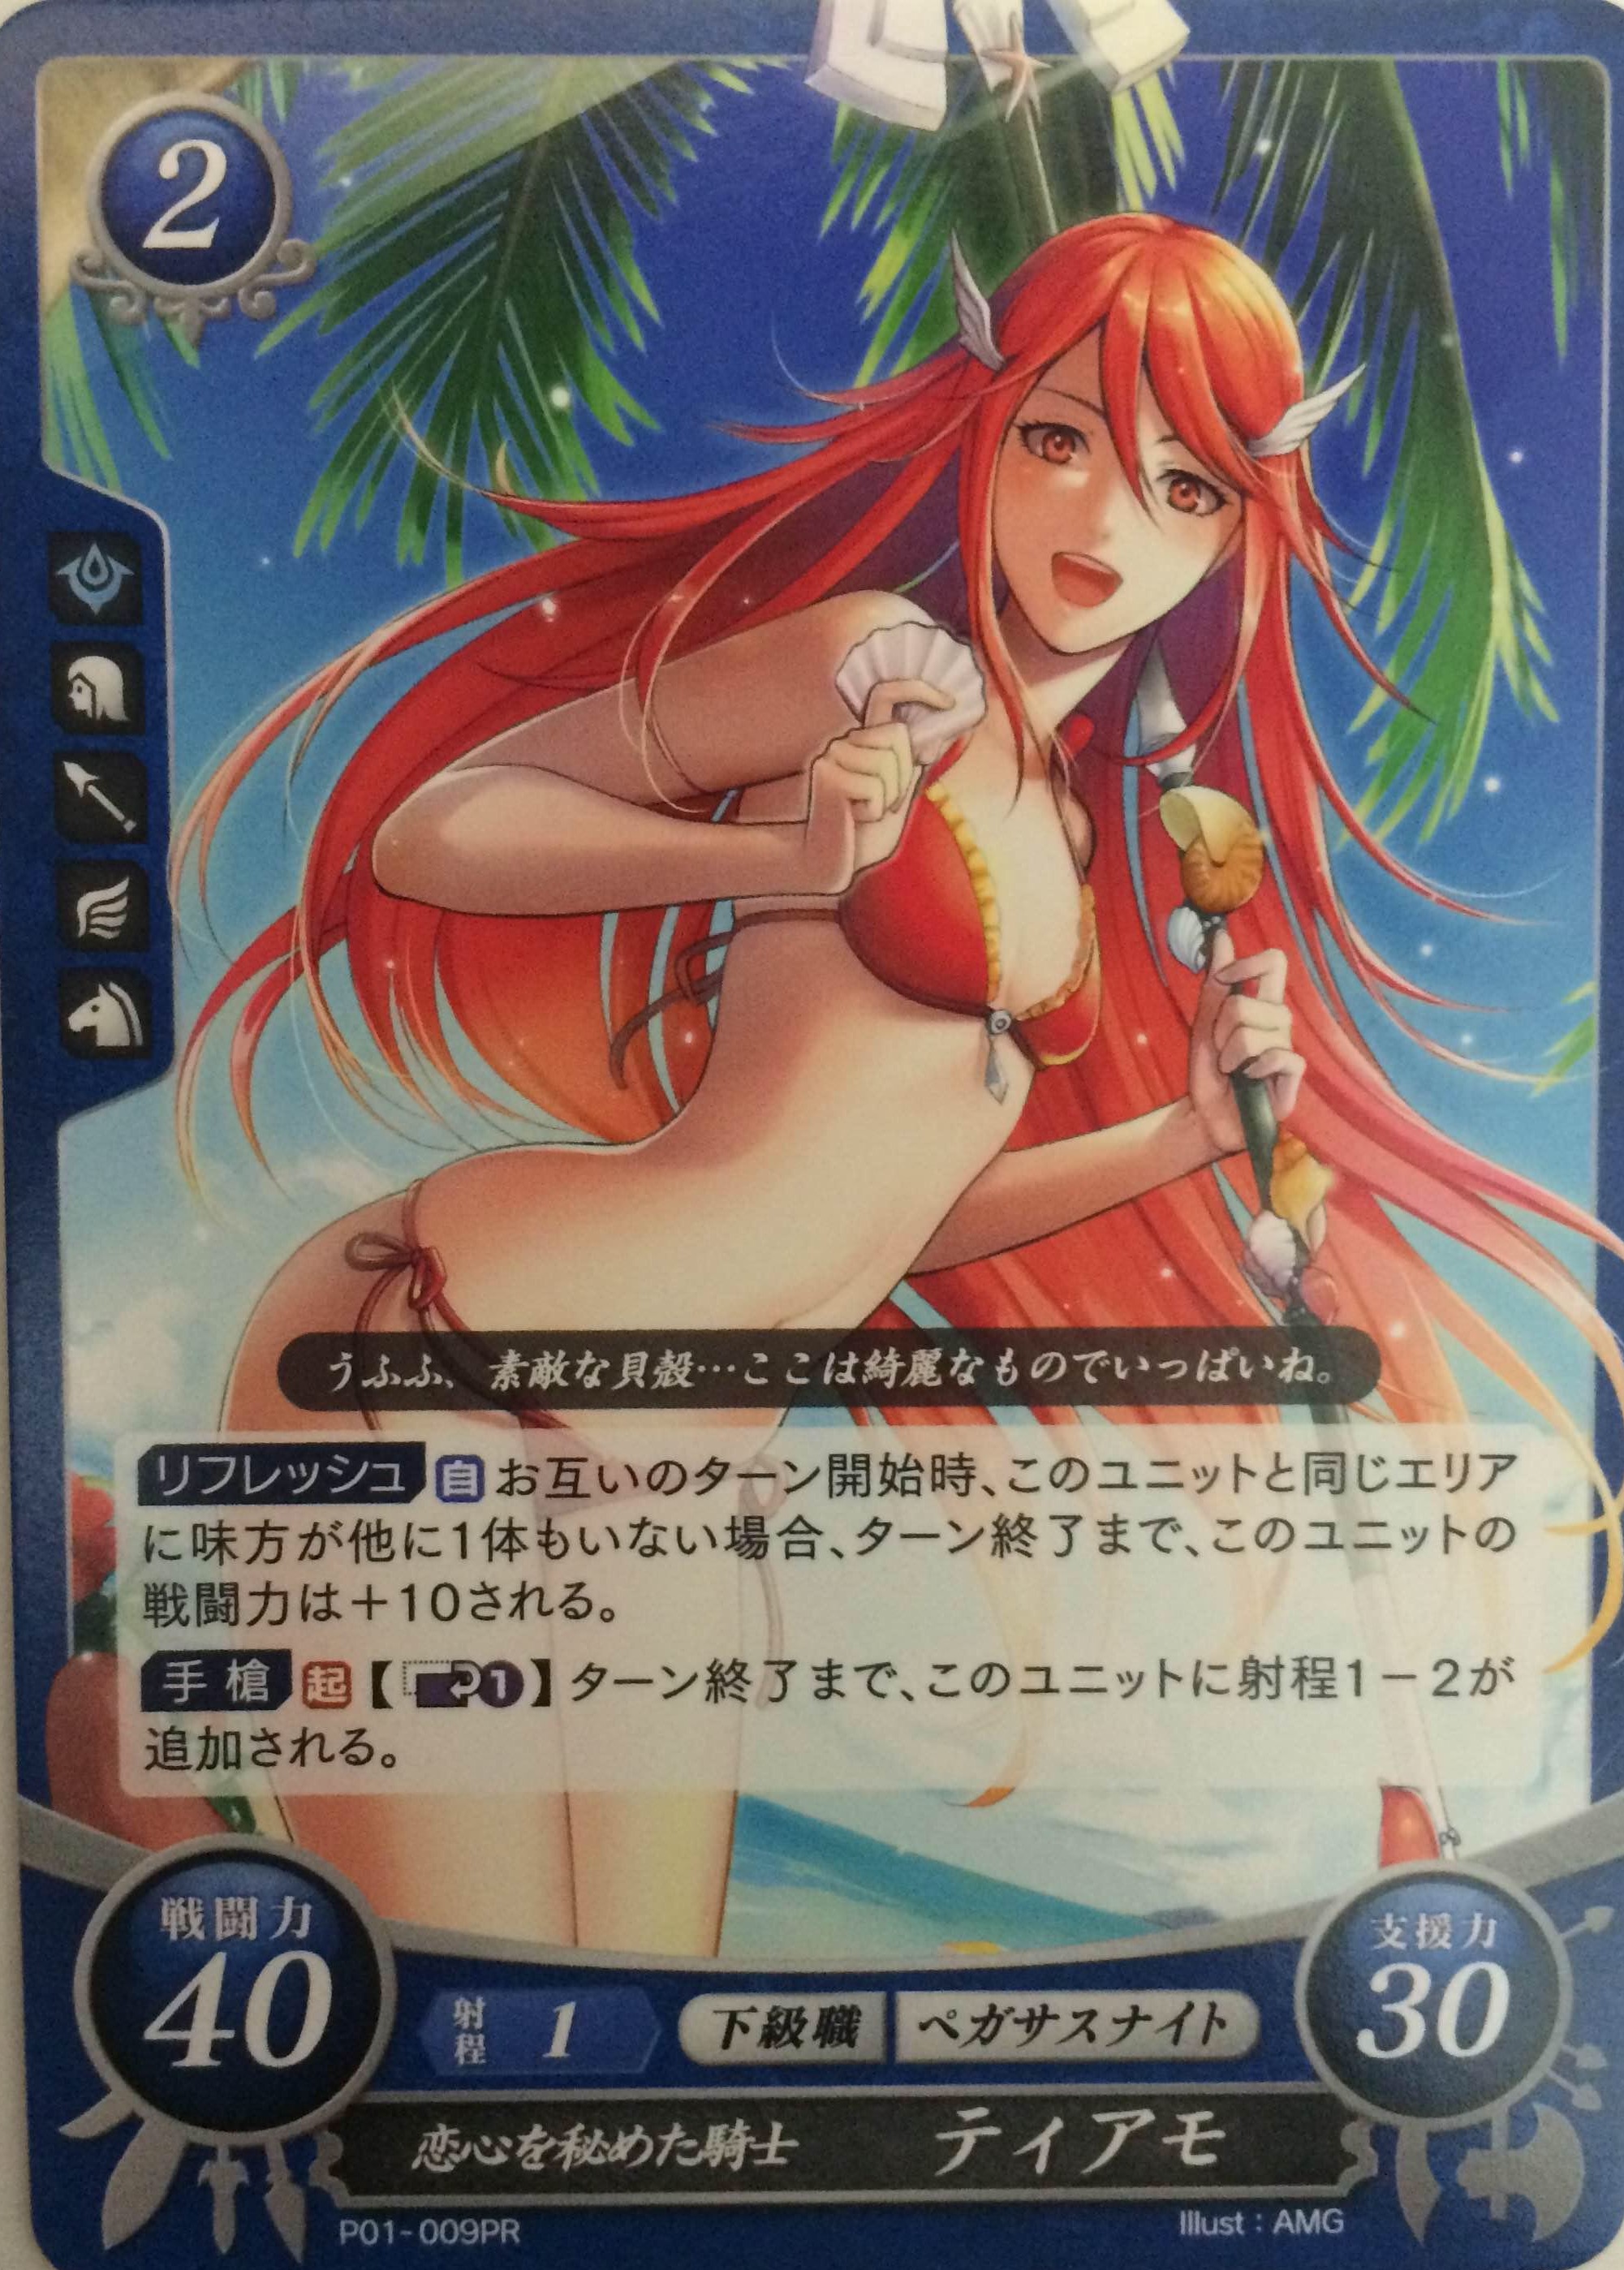 2
うふふ、素敵な貝殻…ここは綺麗なものでいっぱいね。
リフレッシュ 自 お互いのターン開始時、このユニットと同じエリア
に味方が他に1体もいない場合、ターン終了まで、このユニットの
戦闘力は＋10される。
手槍 起【1】ターン終了まで、このユニットに射程1－2が
追加される。
戦闘力
40
射程 1
下級職 ペガサスナイト
支援力
30
恋心を秘めた騎士 ティアモ
P01-009PR
Illust：AMG